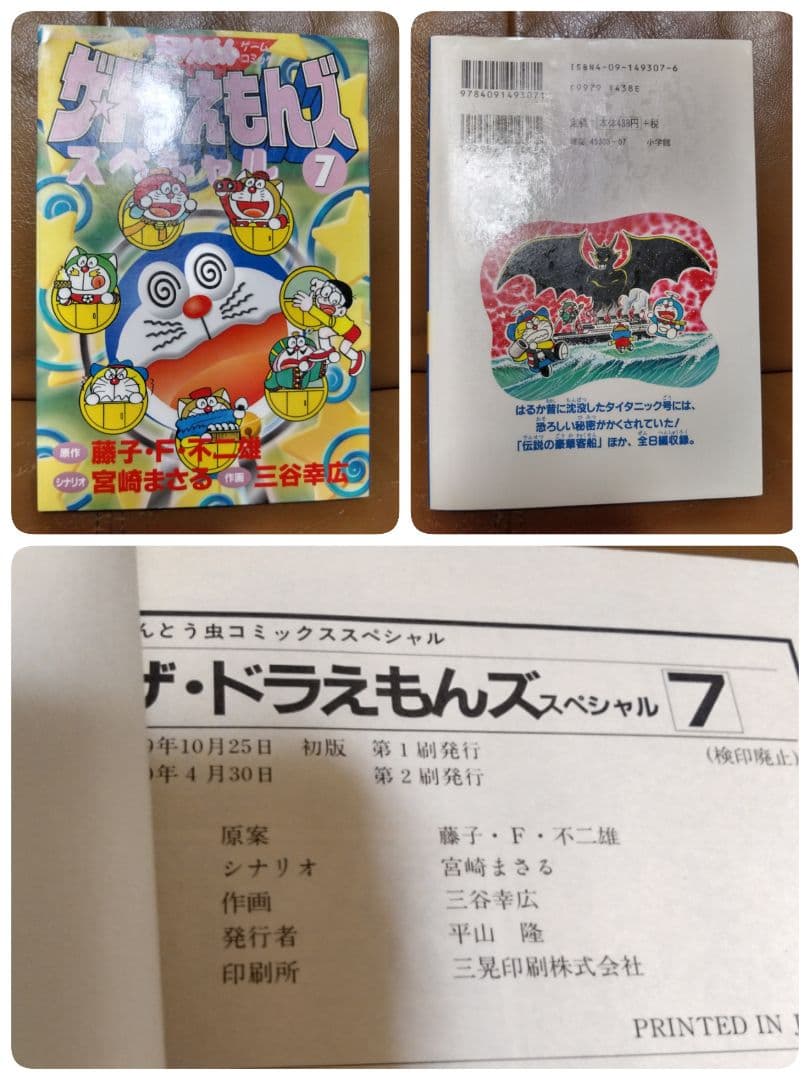 ゲーム
ザ★ドラえもんズ
スペシャル 7
原作 藤子・F・不二雄
シナリオ 宮崎まさる 作画 三谷幸広
9784091493071
ISBN4-09-149307-6
定価 本体438円 +税
雑誌 45305-07 小学館
はるか昔に沈没したタイタニック号には、
恐ろしい秘密がかくされていた!
「伝説の豪華客船」ほか、全8編収録。
んとう虫コミックススペシャル
ザ・ドラえもんズスペシャル 7
9年10月25日 初版 第1刷発行
(検印廃止)
年4月30日 第2刷発行
原案 藤子・F・不二雄
シナリオ 宮崎まさる
作画 三谷幸広
発行者 平山 隆
印刷所 三晃印刷株式会社
PRINTED IN J